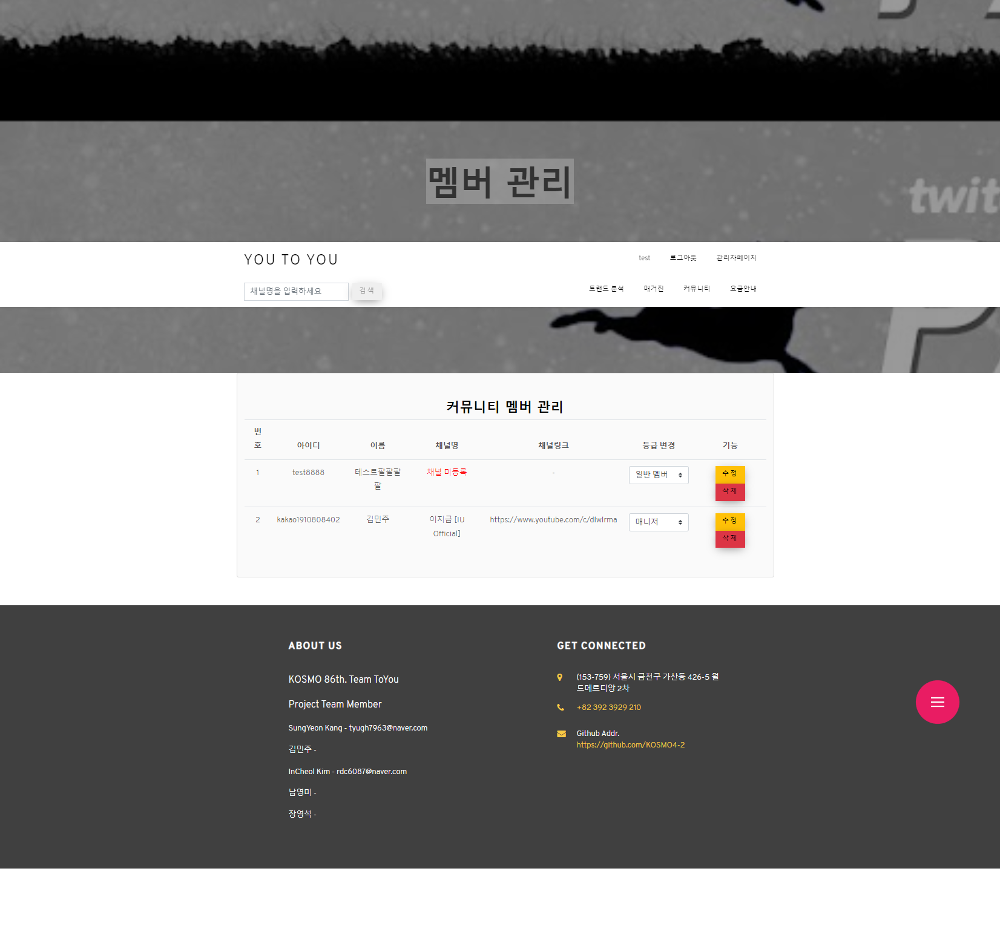 멤버 관리
twit
P
YOU TO YOU
test 로그아웃 관리자페이지
채널명을 입력하세요 검색
트랜드 분석 매거진 커뮤니티 요금안내
커뮤니티 멤버 관리
번
호 아이디 이름 채널명 채널링크 등급 변경 기능
1 test8888 테스트팔팔팔 채널 미등록 - 일반 멤버 수정
팔 삭제
2 kakao1910808402 김민주 이지금 [IU https://www.youtube.com/c/dlwlrma 매니저 수정
Official] 삭제
ABOUT US
KOSMO 86th. Team ToYou
Project Team Member
SungYeon Kang - tyugh7963@naver.com
김민주 -
InCheol Kim - rdc6087@naver.com
남영미 -
장영석 -
GET CONNECTED
(153-759) 서울시 금천구 가산동 426-5 월
드메르디앙 2차
+82 392 3929 210
Github Addr.
https://github.com/KOSMO4-2